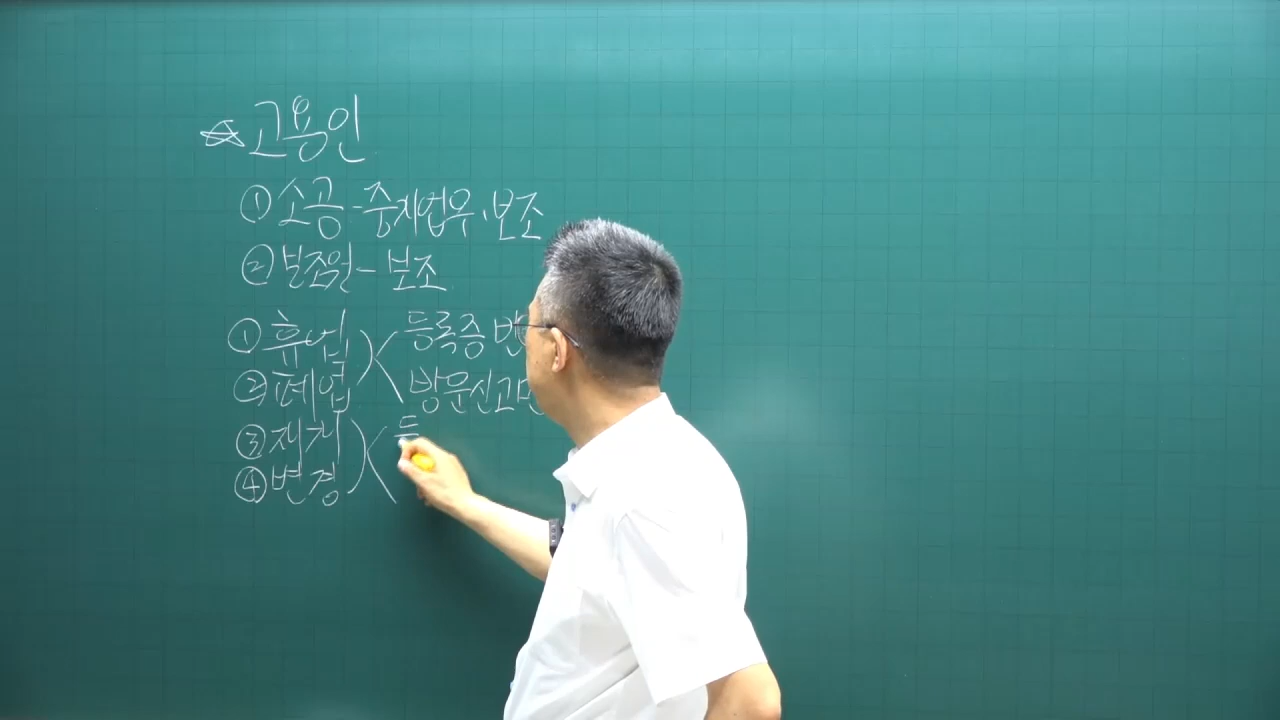 ☆고용인
①소공-중개업무, 보조
②보조원-보조
①휴업 등록증
②폐업 방문신고
③재개 등
④변경